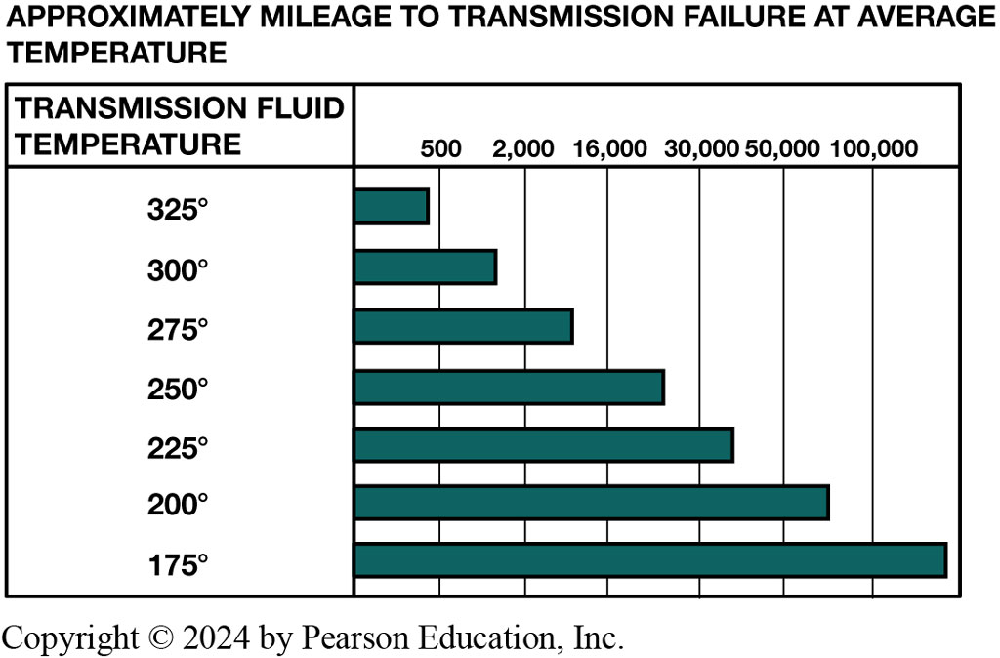 APPROXIMATELY MILEAGE TO TRANSMISSION FAILURE AT AVERAGE
TEMPERATURE
TRANSMISSION FLUID
TEMPERATURE
500 2,000 16,000 30,000 50,000 100,000
325°
300°
275°
250°
225°
200°
175°
Copyright © 2024 by Pearson Education, Inc.